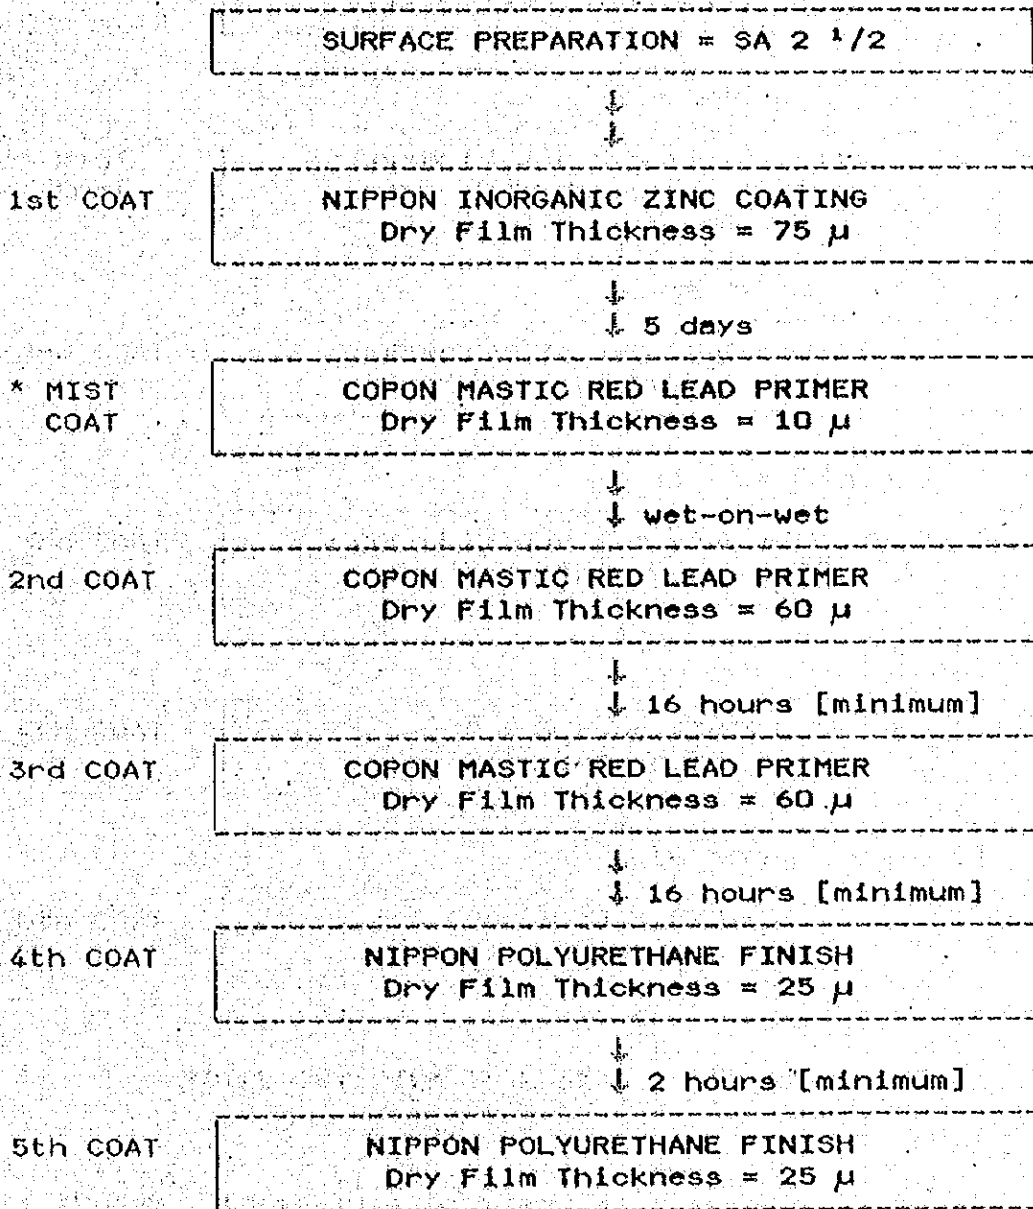 SURFACE PREPARATION = SA 2 1/2
↓
↓
1st COAT NIPPON INORGANIC ZINC COATING
Dry Film Thickness = 75 µ
↓
↓ 5 days
* MIST COPON MASTIC RED LEAD PRIMER
COAT Dry Film Thickness = 10 µ
↓
↓ wet-on-wet
2nd COAT COPON MASTIC RED LEAD PRIMER
Dry Film Thickness = 60 µ
↓
↓ 16 hours [minimum]
3rd COAT COPON MASTIC RED LEAD PRIMER
Dry Film Thickness = 60 µ
↓
↓ 16 hours [minimum]
4th COAT NIPPON POLYURETHANE FINISH
Dry Film Thickness = 25 µ
↓
↓ 2 hours [minimum]
5th COAT NIPPON POLYURETHANE FINISH
Dry Film Thickness = 25 µ